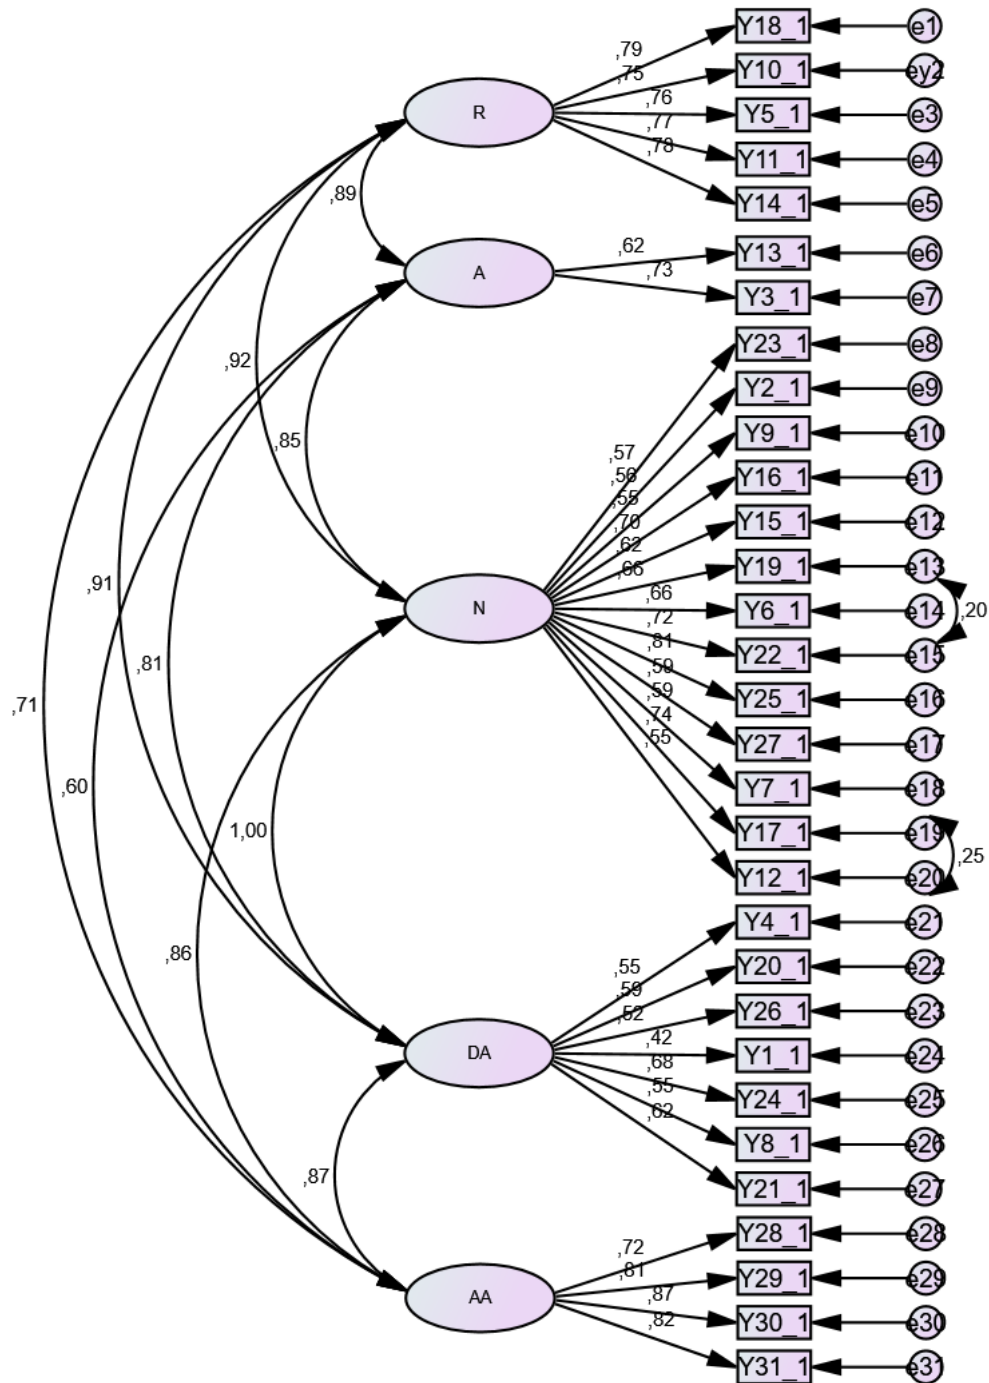 Y18_1 e1
,79
Y10_1 ey2
,75
,76
R
Y5_1 e3
,77
,78
Y11_1 e4
,89
Y14_1 e5
,62
Y13_1 e6
,73
A
Y3_1 e7
Y23_1 e8
,92
Y2_1 e9
,85
Y9_1 e10
,57
,56
Y16_1 e11
,55
,70
Y15_1 e12
,62
,66
Y19_1 e13
,91
,66
N
Y6_1 e14
,20
,72
,81
Y22_1 e15
,81
,59
,59
Y25_1 e16
,71
,74
,55
Y27_1 e17
,60
Y7_1 e18
1,00
Y17_1 e19
,25
Y12_1 e20
Y4_1 e21
,86
,55
Y20_1 e22
,59
,52
Y26_1 e23
,42
DA
Y1_1 e24
,68
,55
Y24_1 e25
,62
Y8_1 e26
,87
Y21_1 e27
Y28_1 e28
,72
,81
Y29_1 e29
,87
AA
,82
Y30_1 e30
Y31_1 e31